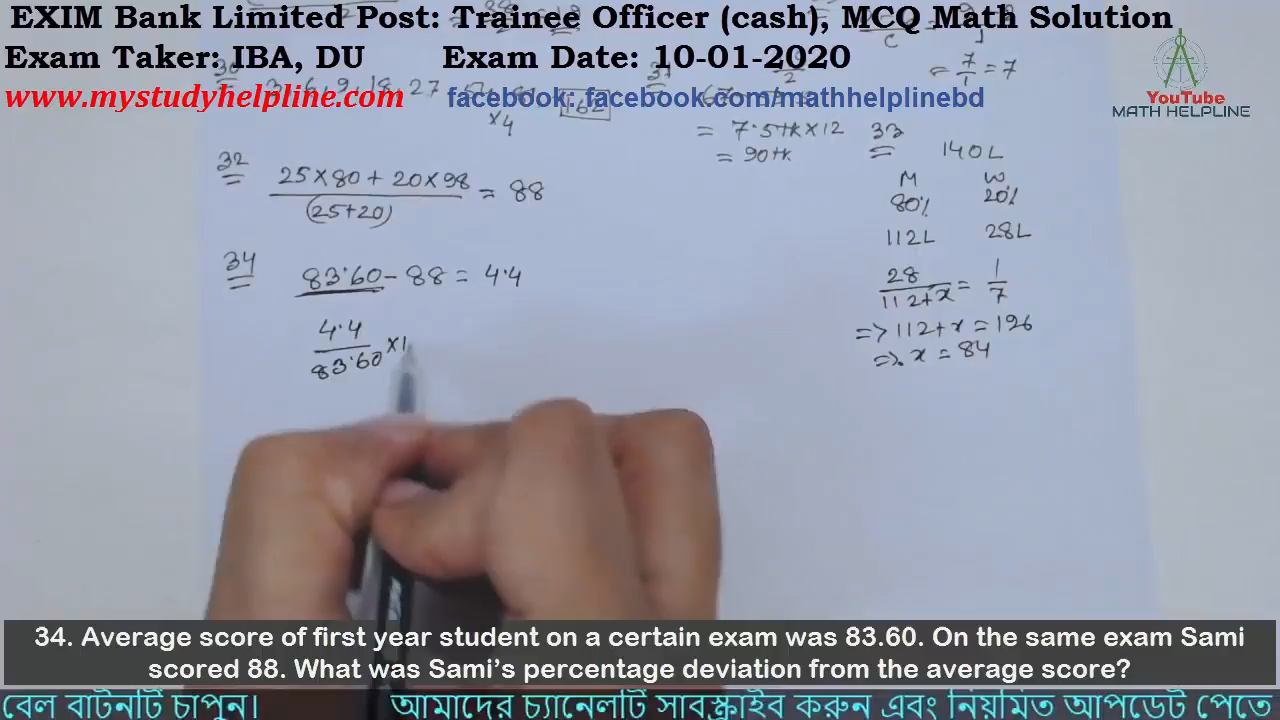 EXIM Bank Limited Post: Trainee Officer (cash), MCQ Math Solution
Exam Taker: IBA, DU Exam Date: 10-01-2020
www.mystudyhelpline.com facebook: facebook.com/mathhelplinebd
YouTube
MATH HELPLINE
= 7/1 = 7
×4
162
= 7.5tk×12
= 90tk
32
(25×80 + 20×98)/(25+20) = 88
33
140L
M W
80% 20%
112L 28L
28/(112+x) = 1/7
=> 112+x = 196
=> x = 84
34
83.60 - 88 = 4.4
4.4/83.60 ×1
34. Average score of first year student on a certain exam was 83.60. On the same exam Sami
scored 88. What was Sami’s percentage deviation from the average score?
বেল বাটনটি চাপুন। আমাদের চ্যানেলটি সাবস্ক্রাইব করুন এবং নিয়মিত আপডেট পেতে